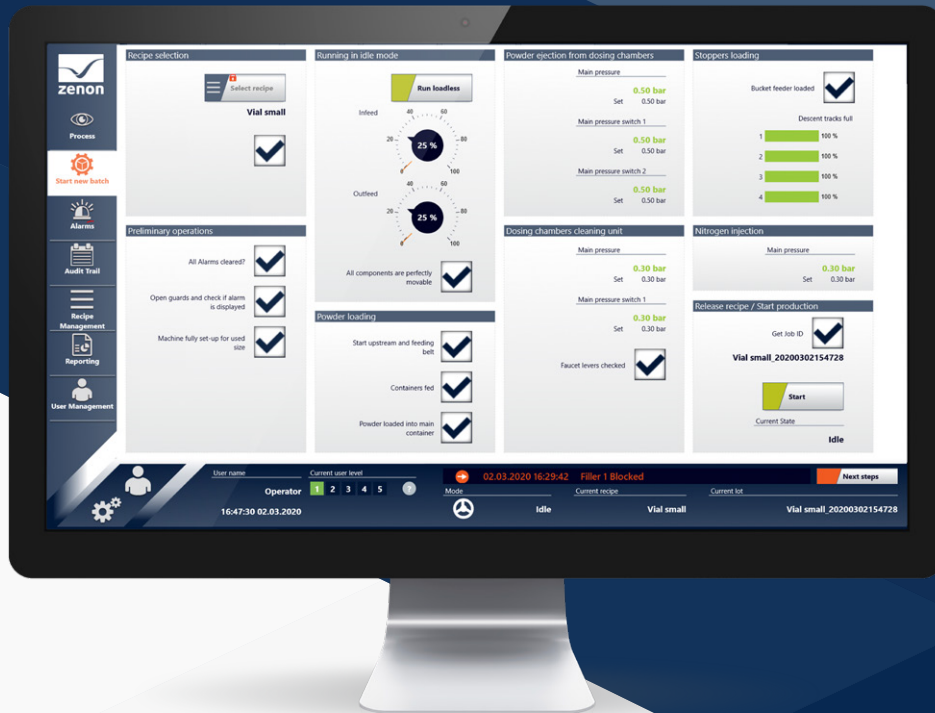 zenon
Process
Start new batch
Alarms
Audit Trail
Recipe
Management
Reporting
User Management
Recipe selection
Select recipe
Vial small
Preliminary operations
All Alarms cleared?
Open guards and check if alarm
is displayed
Machine fully set-up for used
size
Running in idle mode
Run loadless
Infeed
0
20
40
60
80
100
25 %
Outfeed
0
20
40
60
80
100
25 %
All components are perfectly
movable
Powder loading
Start upstream and feeding
belt
Containers fed
Powder loaded into main
container
Powder ejection from dosing chambers
Main pressure
0.50 bar
Set 0.50 bar
Main pressure switch 1
0.50 bar
Set 0.50 bar
Main pressure switch 2
0.50 bar
Set 0.50 bar
Dosing chambers cleaning unit
Main pressure
0.30 bar
Set 0.30 bar
Main pressure switch 1
0.30 bar
Set 0.30 bar
Faucet levers checked
Stoppers loading
Bucket feeder loaded
Descent tracks full
1 100 %
2 100 %
3 100 %
4 100 %
Nitrogen injection
Main pressure
0.30 bar
Set 0.30 bar
Release recipe / Start production
Get Job ID
Vial small_20200302154728
Start
Current State
Idle
User name
Operator
16:47:30 02.03.2020
Current user level
1 2 3 4 5 ?
02.03.2020 16:29:42 Filler 1 Blocked
Next steps
Mode
Idle
Current recipe
Vial small
Current lot
Vial small_20200302154728